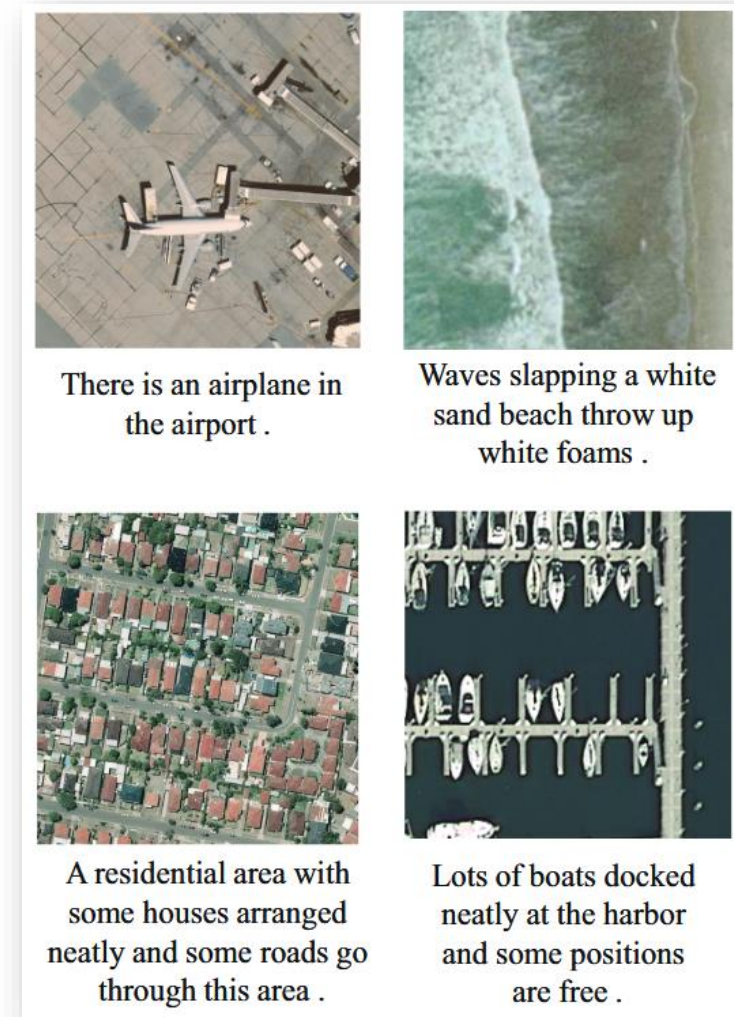 There is an airplane in
the airport .
Waves slapping a white
sand beach throw up
white foams .
A residential area with
some houses arranged
neatly and some roads go
through this area .
Lots of boats docked
neatly at the harbor
and some positions
are free .